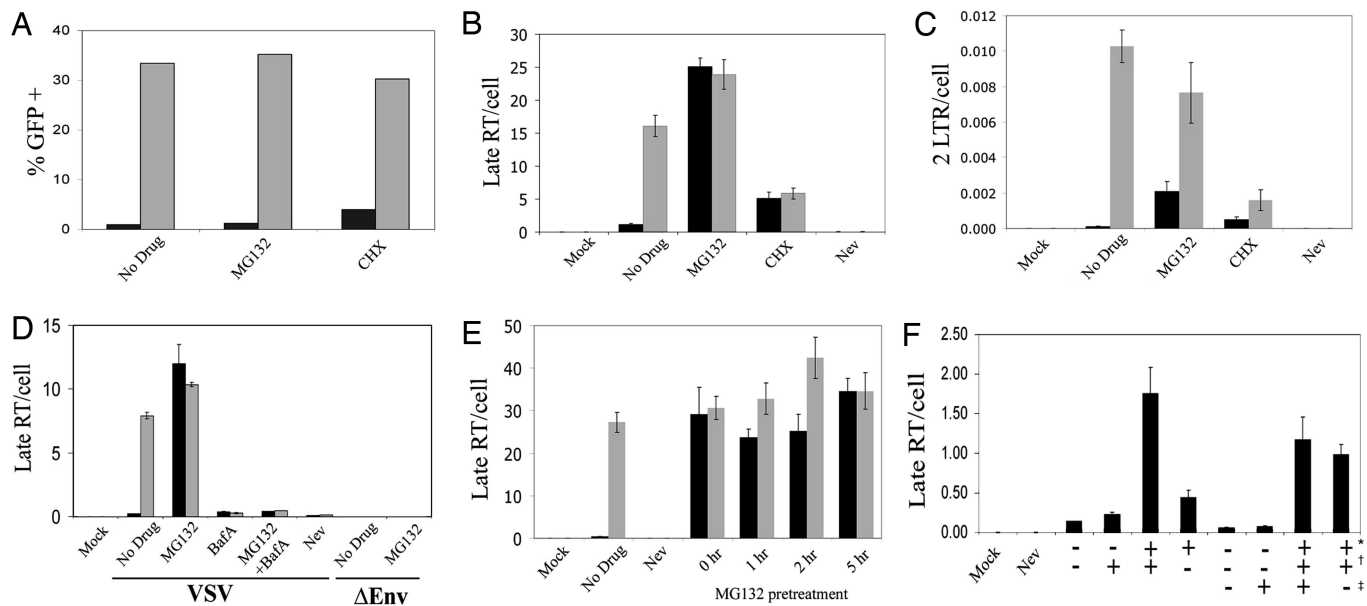 A
% GFP +
40
30
20
10
0
No Drug
MG132
CHX
B
Late RT/cell
30
25
20
15
10
5
0
Mock
No Drug
MG132
CHX
Nev
C
2 LTR/cell
0.012
0.010
0.008
0.006
0.004
0.002
0.000
Mock
No Drug
MG132
CHX
Nev
D
Late RT/cell
15
10
5
0
Mock
No Drug
MG132
BafA
MG132
+BafA
Nev
No Drug
MG132
VSV
ΔEnv
E
Late RT/cell
50
40
30
20
10
0
Mock
No Drug
Nev
0 hr
1 hr
2 hr
5 hr
MG132 pretreatment
F
Late RT/cell
2.50
2.00
1.50
1.00
0.50
0.00
Mock
Nev
- - + + - - + + *
- + + - - - + + †
- + + - ‡